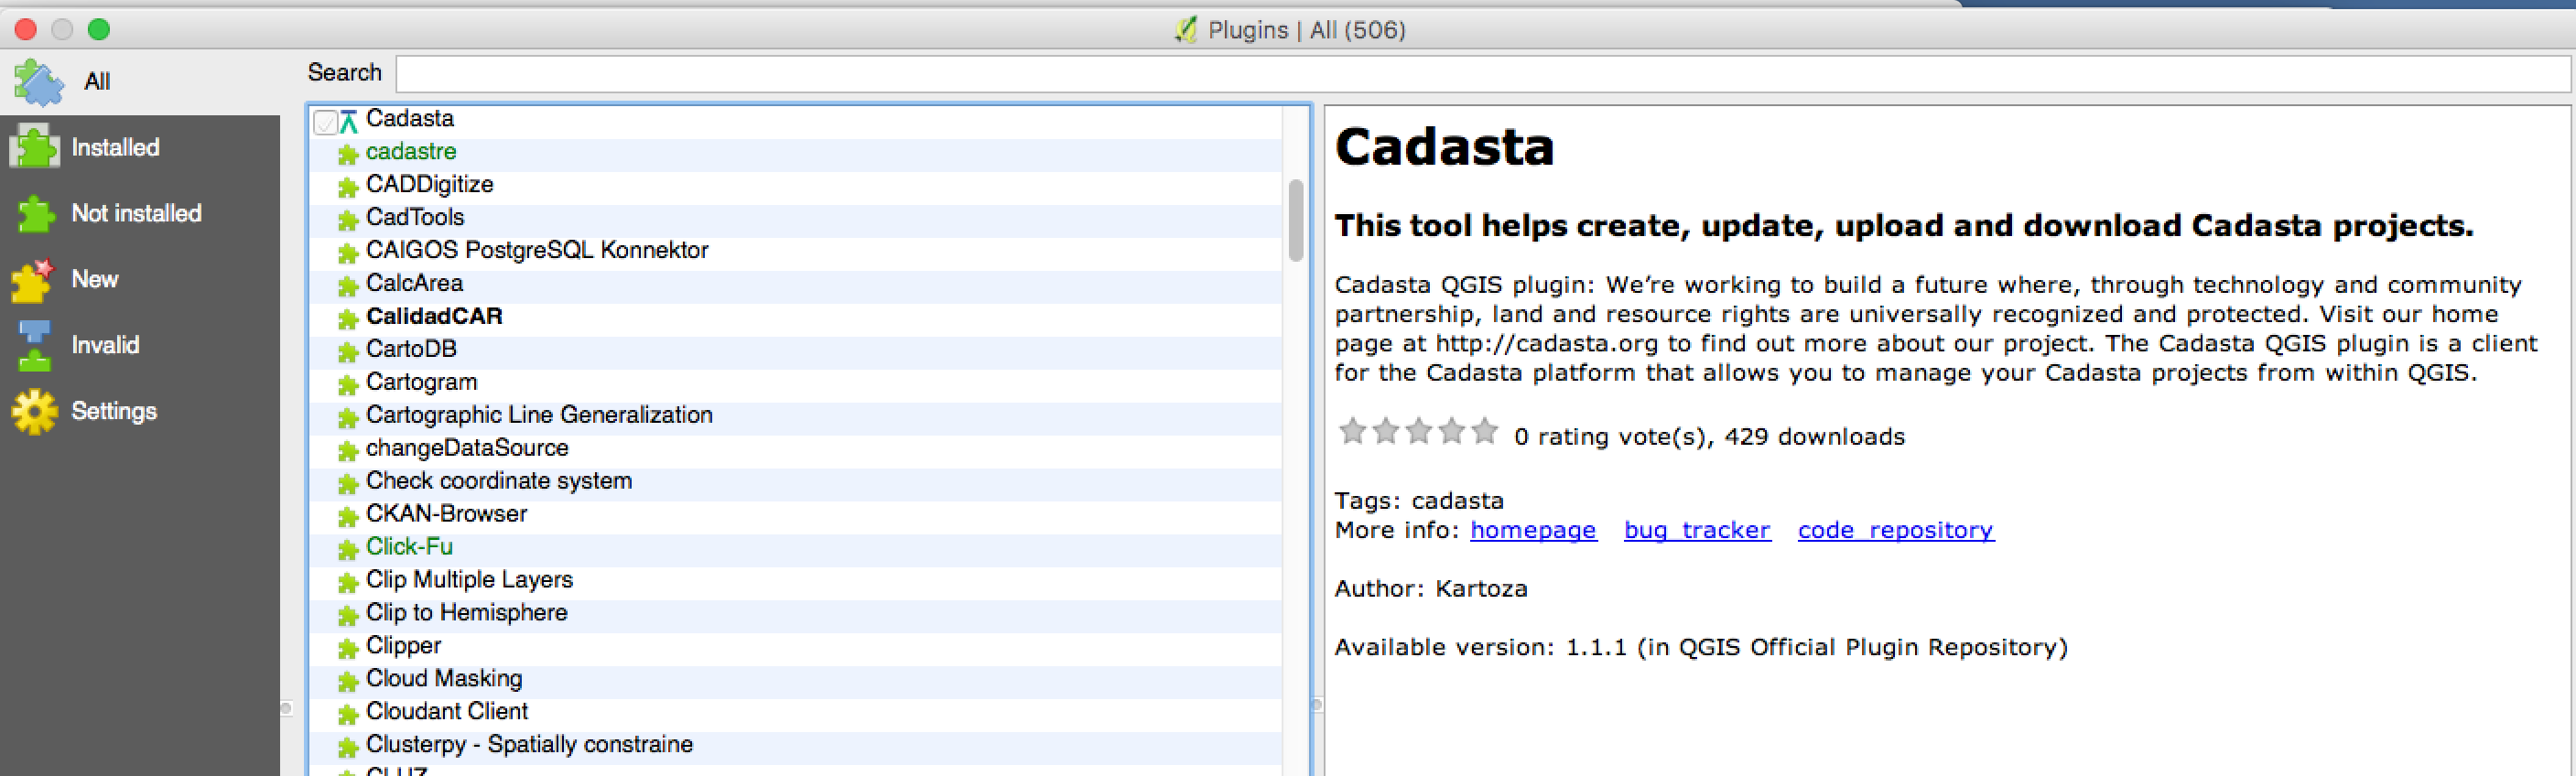 Plugins | All (506)
All
Installed
Not installed
New
Invalid
Settings
Search
Cadasta
cadastre
CADDigitize
CadTools
CAIGOS PostgreSQL Konnektor
CalcArea
CalidadCAR
CartoDB
Cartogram
Cartographic Line Generalization
changeDataSource
Check coordinate system
CKAN-Browser
Click-Fu
Clip Multiple Layers
Clip to Hemisphere
Clipper
Cloud Masking
Cloudant Client
Clusterpy - Spatially constraine
CLUZ
Cadasta
This tool helps create, update, upload and download Cadasta projects.
Cadasta QGIS plugin: We’re working to build a future where, through technology and community
partnership, land and resource rights are universally recognized and protected. Visit our home
page at http://cadasta.org to find out more about our project. The Cadasta QGIS plugin is a client
for the Cadasta platform that allows you to manage your Cadasta projects from within QGIS.
0 rating vote(s), 429 downloads
Tags: cadasta
More info: homepage bug tracker code repository
Author: Kartoza
Available version: 1.1.1 (in QGIS Official Plugin Repository)